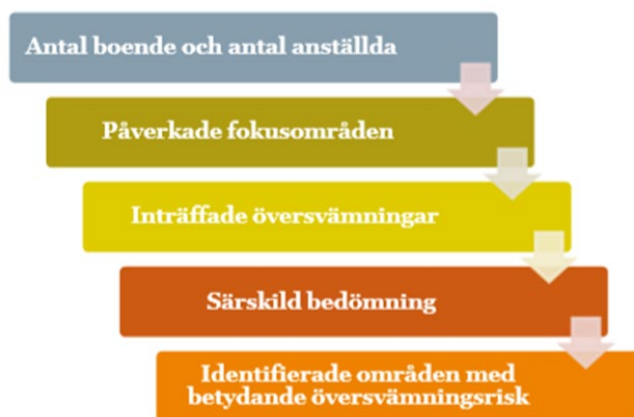 Antal boende och antal anställda
Påverkade fokusområden
Inträffade översvämningar
Särskild bedömning
Identifierade områden med
betydande översvämningsrisk